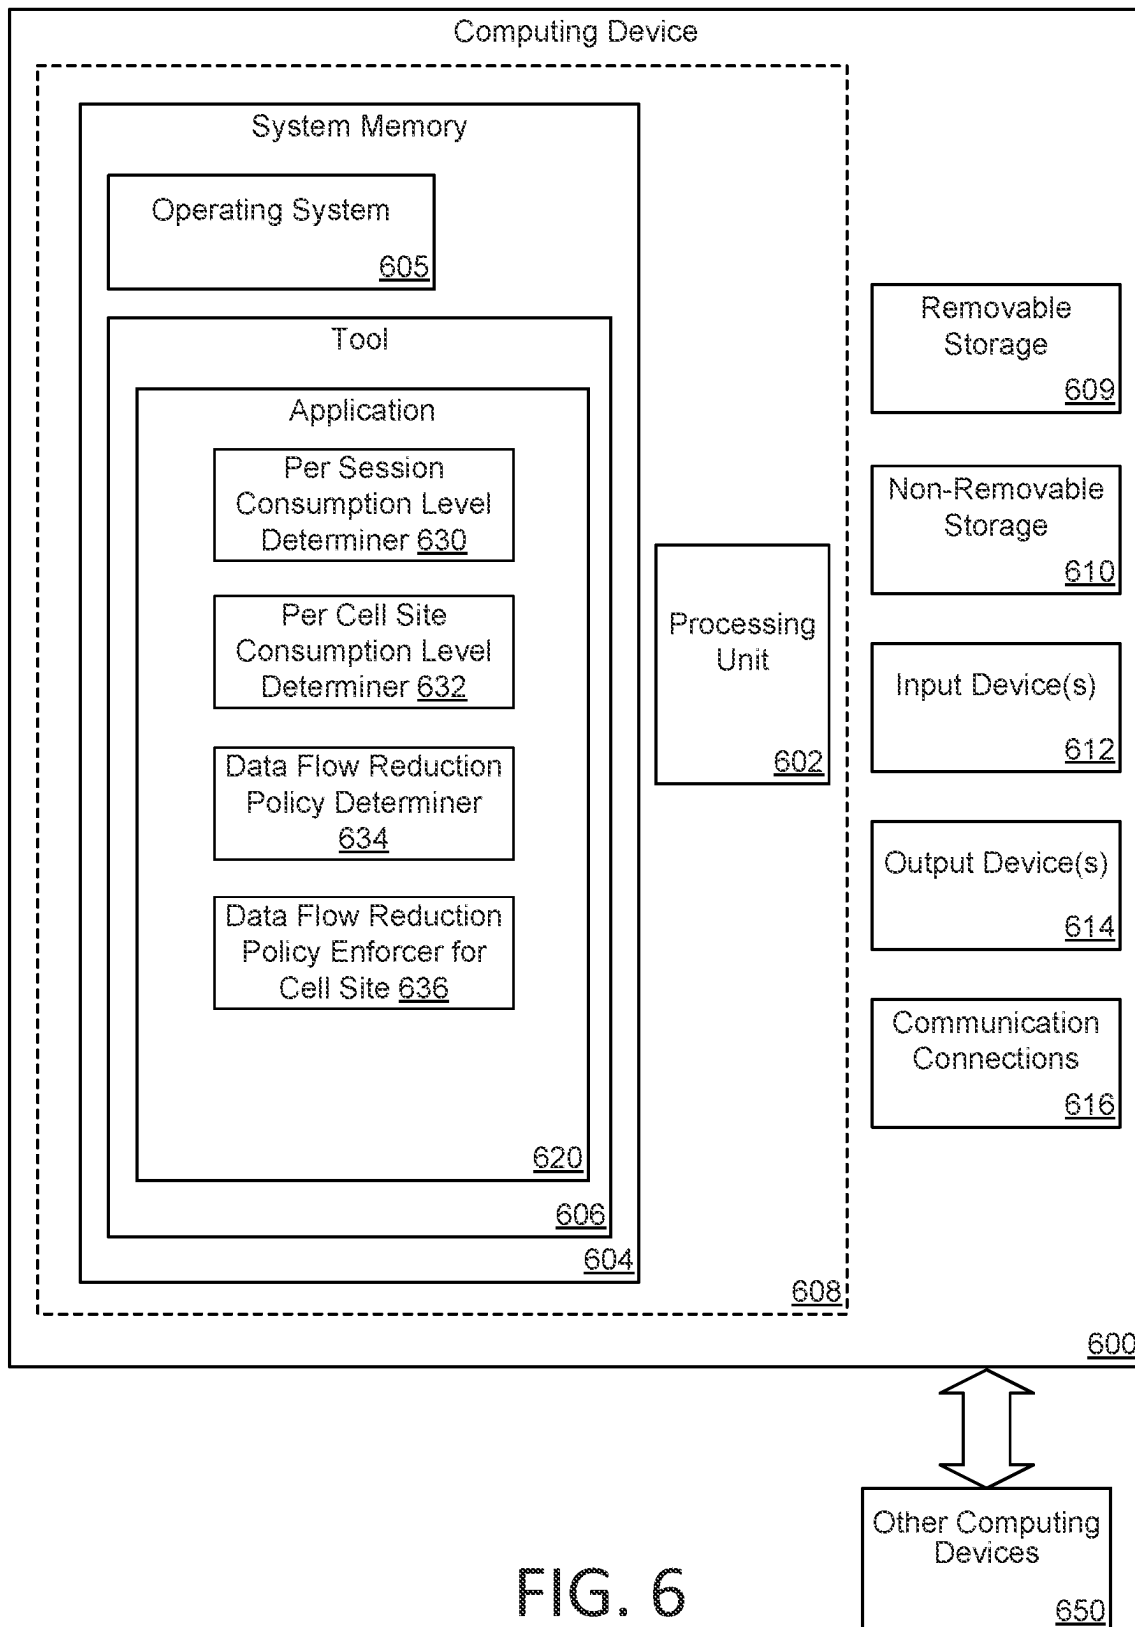 Computing Device
System Memory
Operating System
605
Tool
Application
Per Session
Consumption Level
Determiner 630
Per Cell Site
Consumption Level
Determiner 632
Data Flow Reduction
Policy Determiner
634
Data Flow Reduction
Policy Enforcer for
Cell Site 636
620
606
604
Processing
Unit
602
608
Removable
Storage
609
Non-Removable
Storage
610
Input Device(s)
612
Output Device(s)
614
Communication
Connections
616
600
Other Computing
Devices
650
FIG. 6